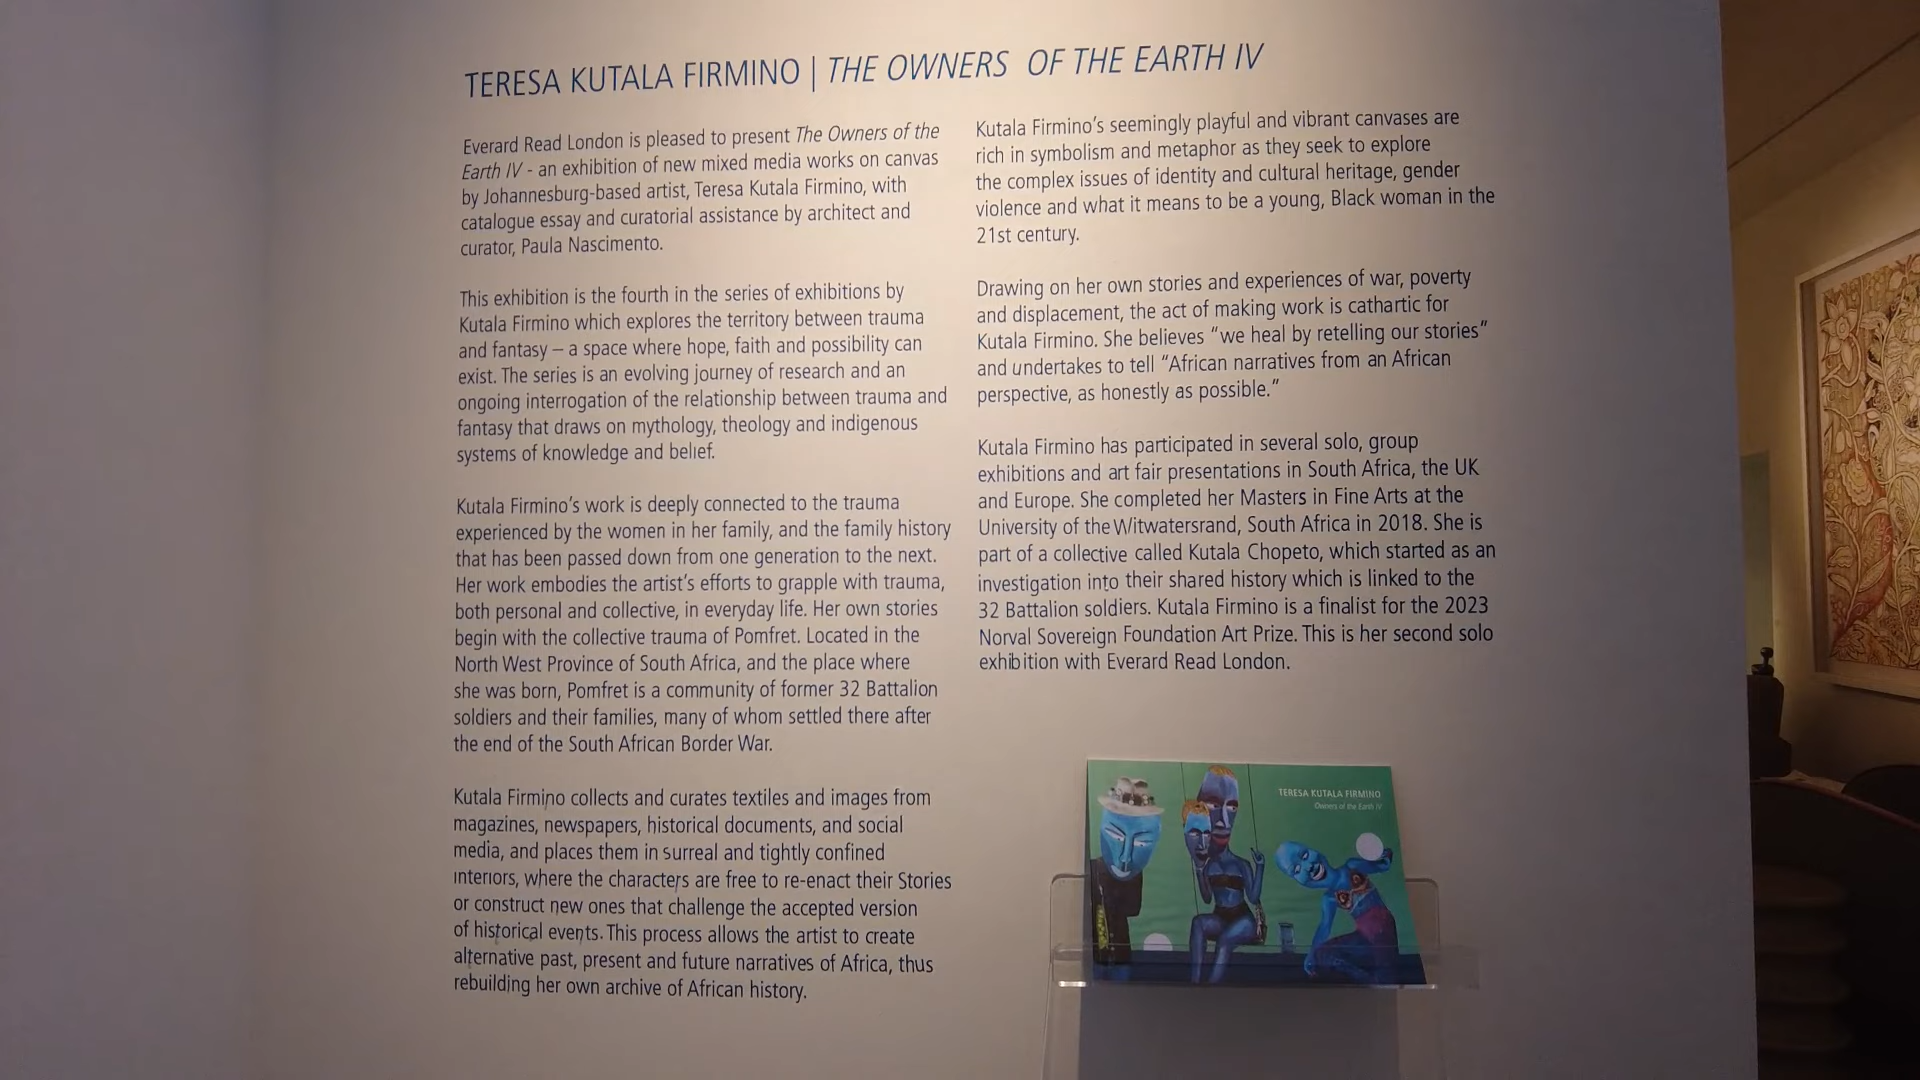 TERESA KUTALA FIRMINO | THE OWNERS OF THE EARTH IV
Everard Read London is pleased to present The Owners of the
Earth IV - an exhibition of new mixed media works on canvas
by Johannesburg-based artist, Teresa Kutala Firmino, with
catalogue essay and curatorial assistance by architect and
curator, Paula Nascimento.
This exhibition is the fourth in the series of exhibitions by
Kutala Firmino which explores the territory between trauma
and fantasy – a space where hope, faith and possibility can
exist. The series is an evolving journey of research and an
ongoing interrogation of the relationship between trauma and
fantasy that draws on mythology, theology and indigenous
systems of knowledge and belief.
Kutala Firmino's work is deeply connected to the trauma
experienced by the women in her family, and the family history
that has been passed down from one generation to the next.
Her work embodies the artist's efforts to grapple with trauma,
both personal and collective, in everyday life. Her own stories
begin with the collective trauma of Pomfret. Located in the
North West Province of South Africa, and the place where
she was born, Pomfret is a community of former 32 Battalion
soldiers and their families, many of whom settled there after
the end of the South African Border War.
Kutala Firmino collects and curates textiles and images from
magazines, newspapers, historical documents, and social
media, and places them in surreal and tightly confined
interiors, where the characters are free to re-enact their Stories
or construct new ones that challenge the accepted version
of historical events. This process allows the artist to create
alternative past, present and future narratives of Africa, thus
rebuilding her own archive of African history.
Kutala Firmino's seemingly playful and vibrant canvases are
rich in symbolism and metaphor as they seek to explore
the complex issues of identity and cultural heritage, gender
violence and what it means to be a young, Black woman in the
21st century.
Drawing on her own stories and experiences of war, poverty
and displacement, the act of making work is cathartic for
Kutala Firmino. She believes "we heal by retelling our stories"
and undertakes to tell "African narratives from an African
perspective, as honestly as possible."
Kutala Firmino has participated in several solo, group
exhibitions and art fair presentations in South Africa, the UK
and Europe. She completed her Masters in Fine Arts at the
University of the Witwatersrand, South Africa in 2018. She is
part of a collective called Kutala Chopeto, which started as an
investigation into their shared history which is linked to the
32 Battalion soldiers. Kutala Firmino is a finalist for the 2023
Norval Sovereign Foundation Art Prize. This is her second solo
exhibition with Everard Read London.
TERESA KUTALA FIRMINO
Owners of the Earth IV